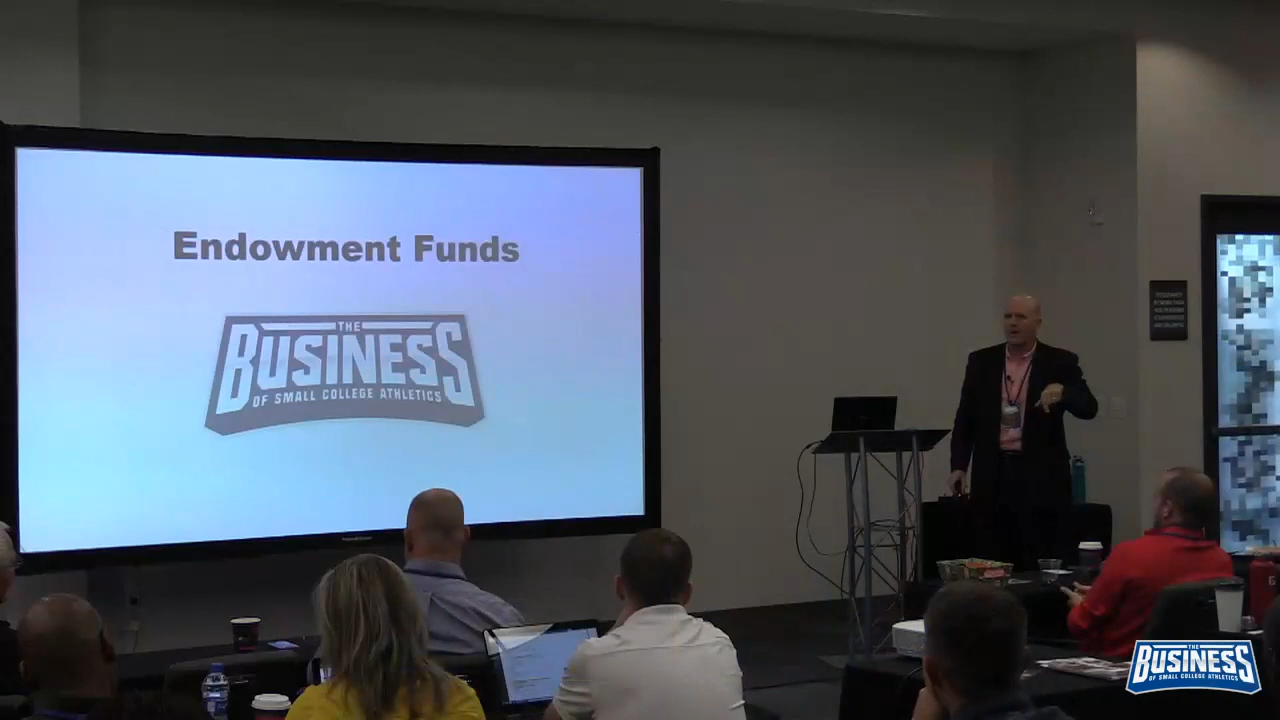 Endowment Funds
THE
BUSINESS
OF SMALL COLLEGE ATHLETICS
THE
BUSINESS
OF SMALL COLLEGE ATHLETICS